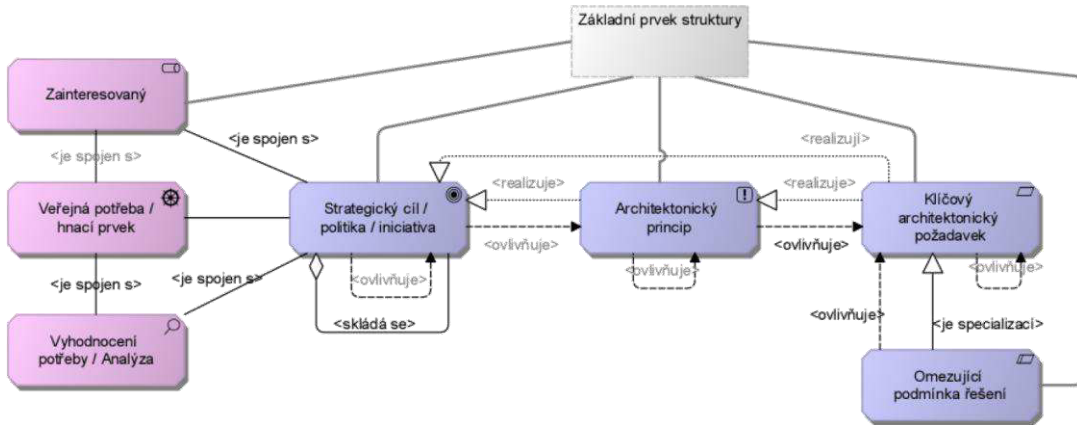 Základní prvek struktury
Zainteresovaný
<je spojen s>
<realizují>
<je spojen s>
<realizuje>
<realizuje>
Veřejná potřeba /
hnací prvek
Strategický cíl /
politika / iniciativa
Architektonický
princip
Klíčový
architektonický
požadavek
<ovlivňuje>
<ovlivňuje>
<je spojen s>
<je spojen s>
<ovlivňuje>
<ovlivňuje>
<ovlivňuje>
<skládá se>
<ovlivňuje>
<je specializací>
Vyhodnocení
potřeby / Analýza
Omezující
podmínka řešení